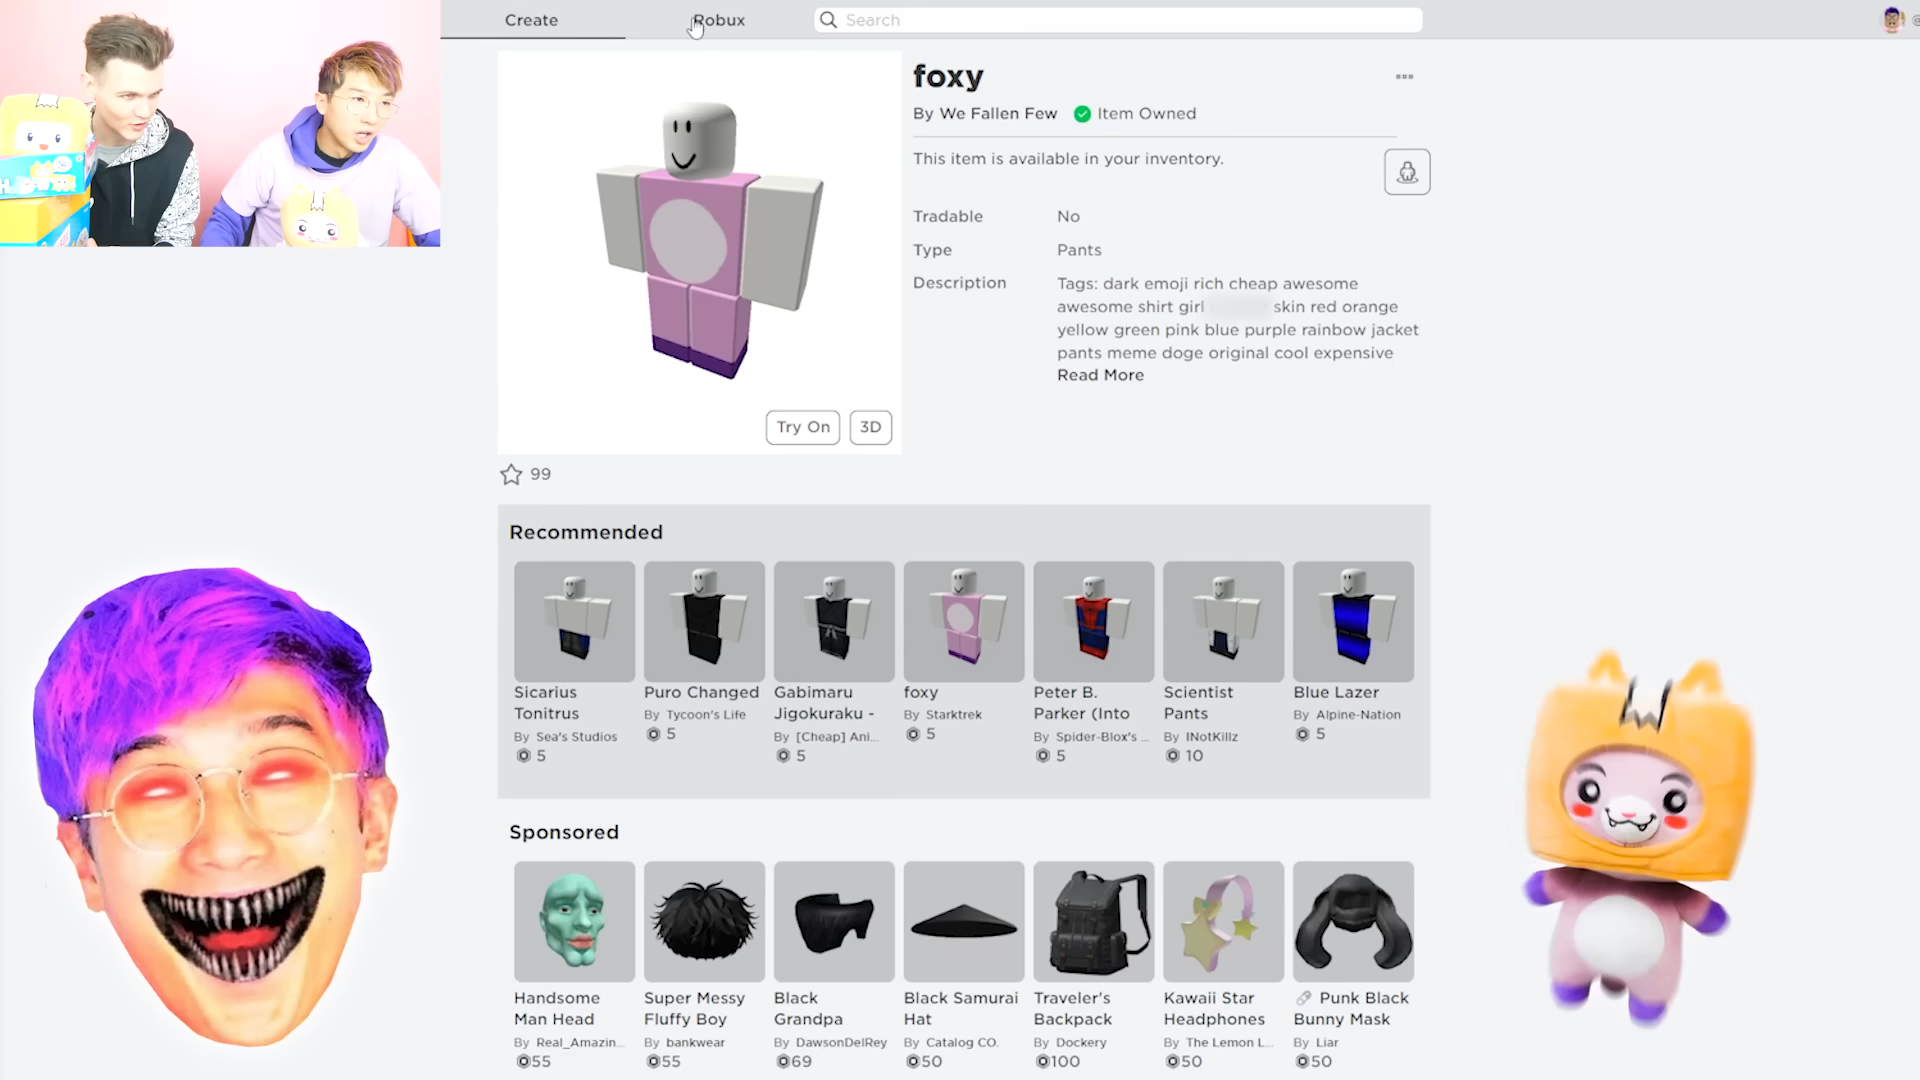 Create
Robux
Search
foxy
By We Fallen Few
Item Owned
This item is available in your inventory.
Tradable
No
Type
Pants
Description
Tags: dark emoji rich cheap awesome
awesome shirt girl skin red orange
yellow green pink blue purple rainbow jacket
pants meme doge original cool expensive
Read More
Try On
3D
99
Recommended
Sicarius
Tonitrus
By Sea's Studios
5
Puro Changed
By Tycoon's Life
5
Gabimaru
Jigokuraku -
By [Cheap] Ani...
5
foxy
By Starktrek
5
Peter B.
Parker (Into
By Spider-Blox's ...
5
Scientist
Pants
By INotKillz
10
Blue Lazer
By Alpine-Nation
5
Sponsored
Handsome
Man Head
By Real_Amazin...
55
Super Messy
Fluffy Boy
By bankwear
55
Black
Grandpa
By DawsonDelRey
69
Black Samurai
Hat
By Catalog CO.
50
Traveler's
Backpack
By Dockery
100
Kawaii Star
Headphones
By The Lemon L...
50
Punk Black
Bunny Mask
By Liar
50